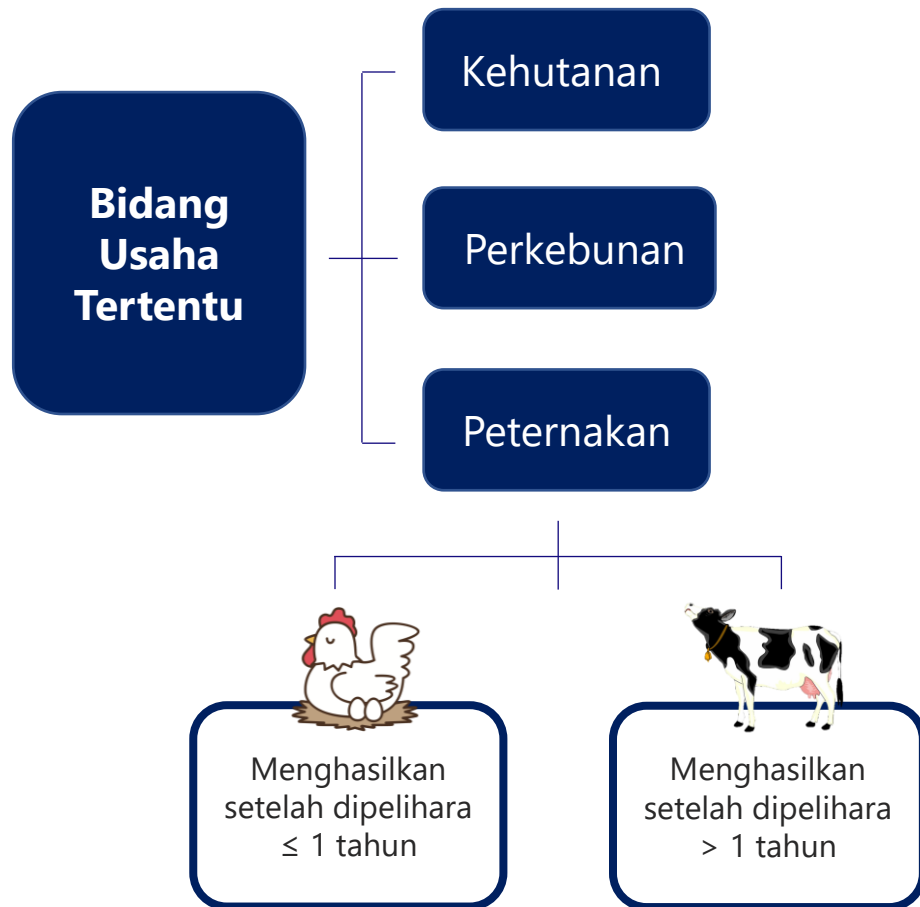 Bidang
Usaha
Tertentu
Kehutanan
Perkebunan
Peternakan
Menghasilkan
setelah dipelihara
≤ 1 tahun
Menghasilkan
setelah dipelihara
> 1 tahun